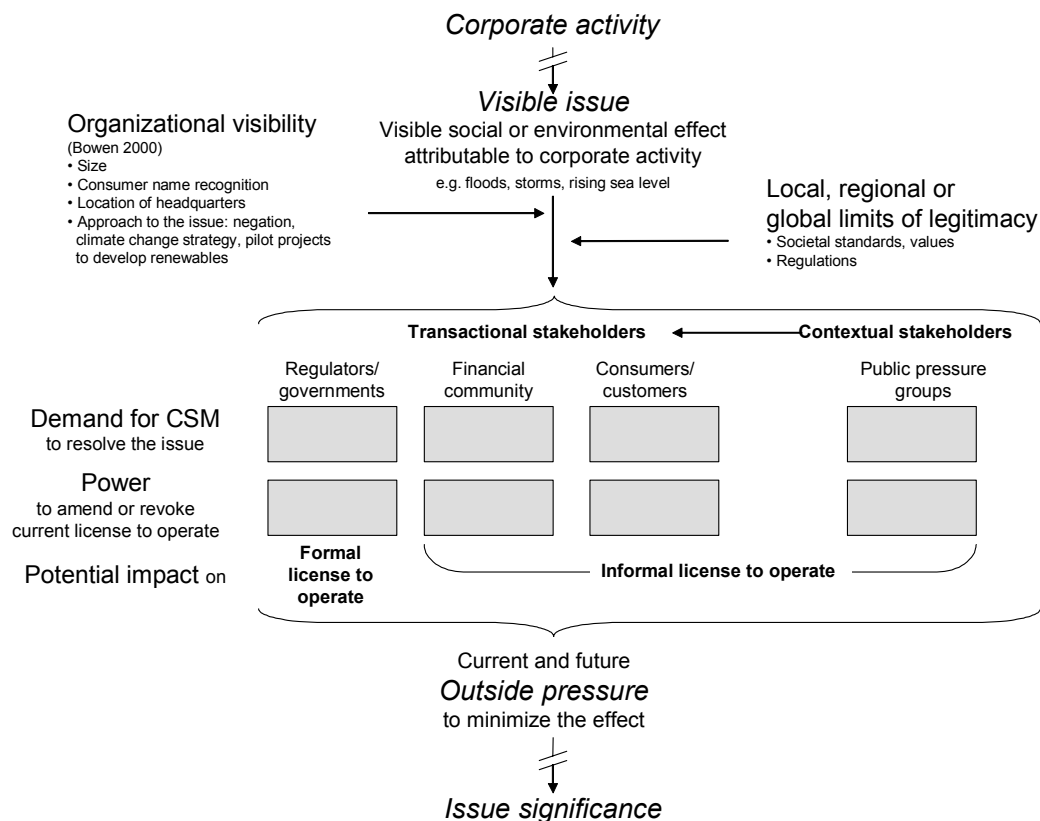 Corporate activity
Visible issue
Visible social or environmental effect
attributable to corporate activity
e.g. floods, storms, rising sea level
Organizational visibility
(Bowen 2000)
• Size
• Consumer name recognition
• Location of headquarters
• Approach to the issue: negation,
climate change strategy, pilot projects
to develop renewables
Local, regional or
global limits of legitimacy
• Societal standards, values
• Regulations
Transactional stakeholders
Contextual stakeholders
Regulators/
governments
Financial
community
Consumers/
customers
Public pressure
groups
Demand for CSM
to resolve the issue
Power
to amend or revoke
current license to operate
Potential impact on
Formal
license to
operate
Informal license to operate
Current and future
Outside pressure
to minimize the effect
Issue significance